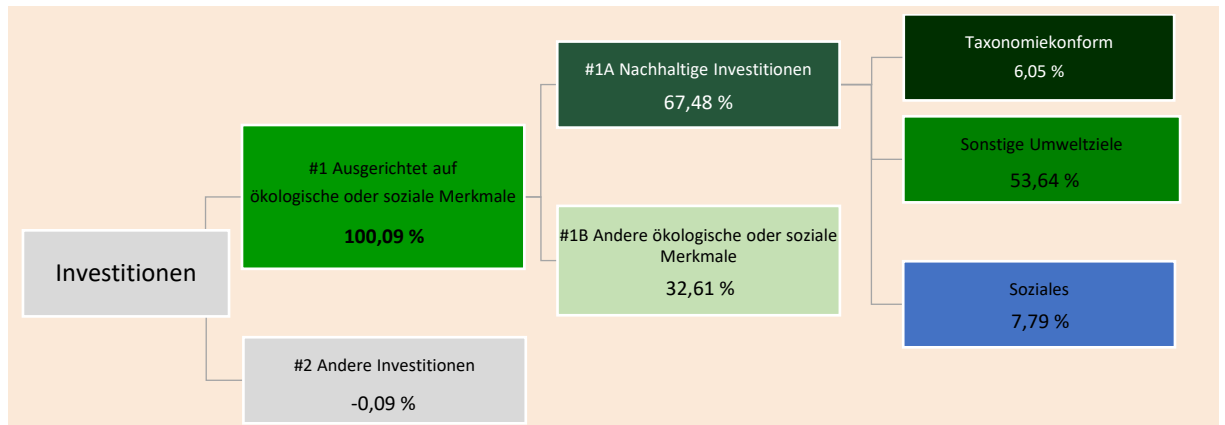 Investitionen
#1 Ausgerichtet auf
ökologische oder soziale Merkmale
100,09 %
#2 Andere Investitionen
-0,09 %
#1A Nachhaltige Investitionen
67,48 %
#1B Andere ökologische oder soziale
Merkmale
32,61 %
Taxonomiekonform
6,05 %
Sonstige Umweltziele
53,64 %
Soziales
7,79 %